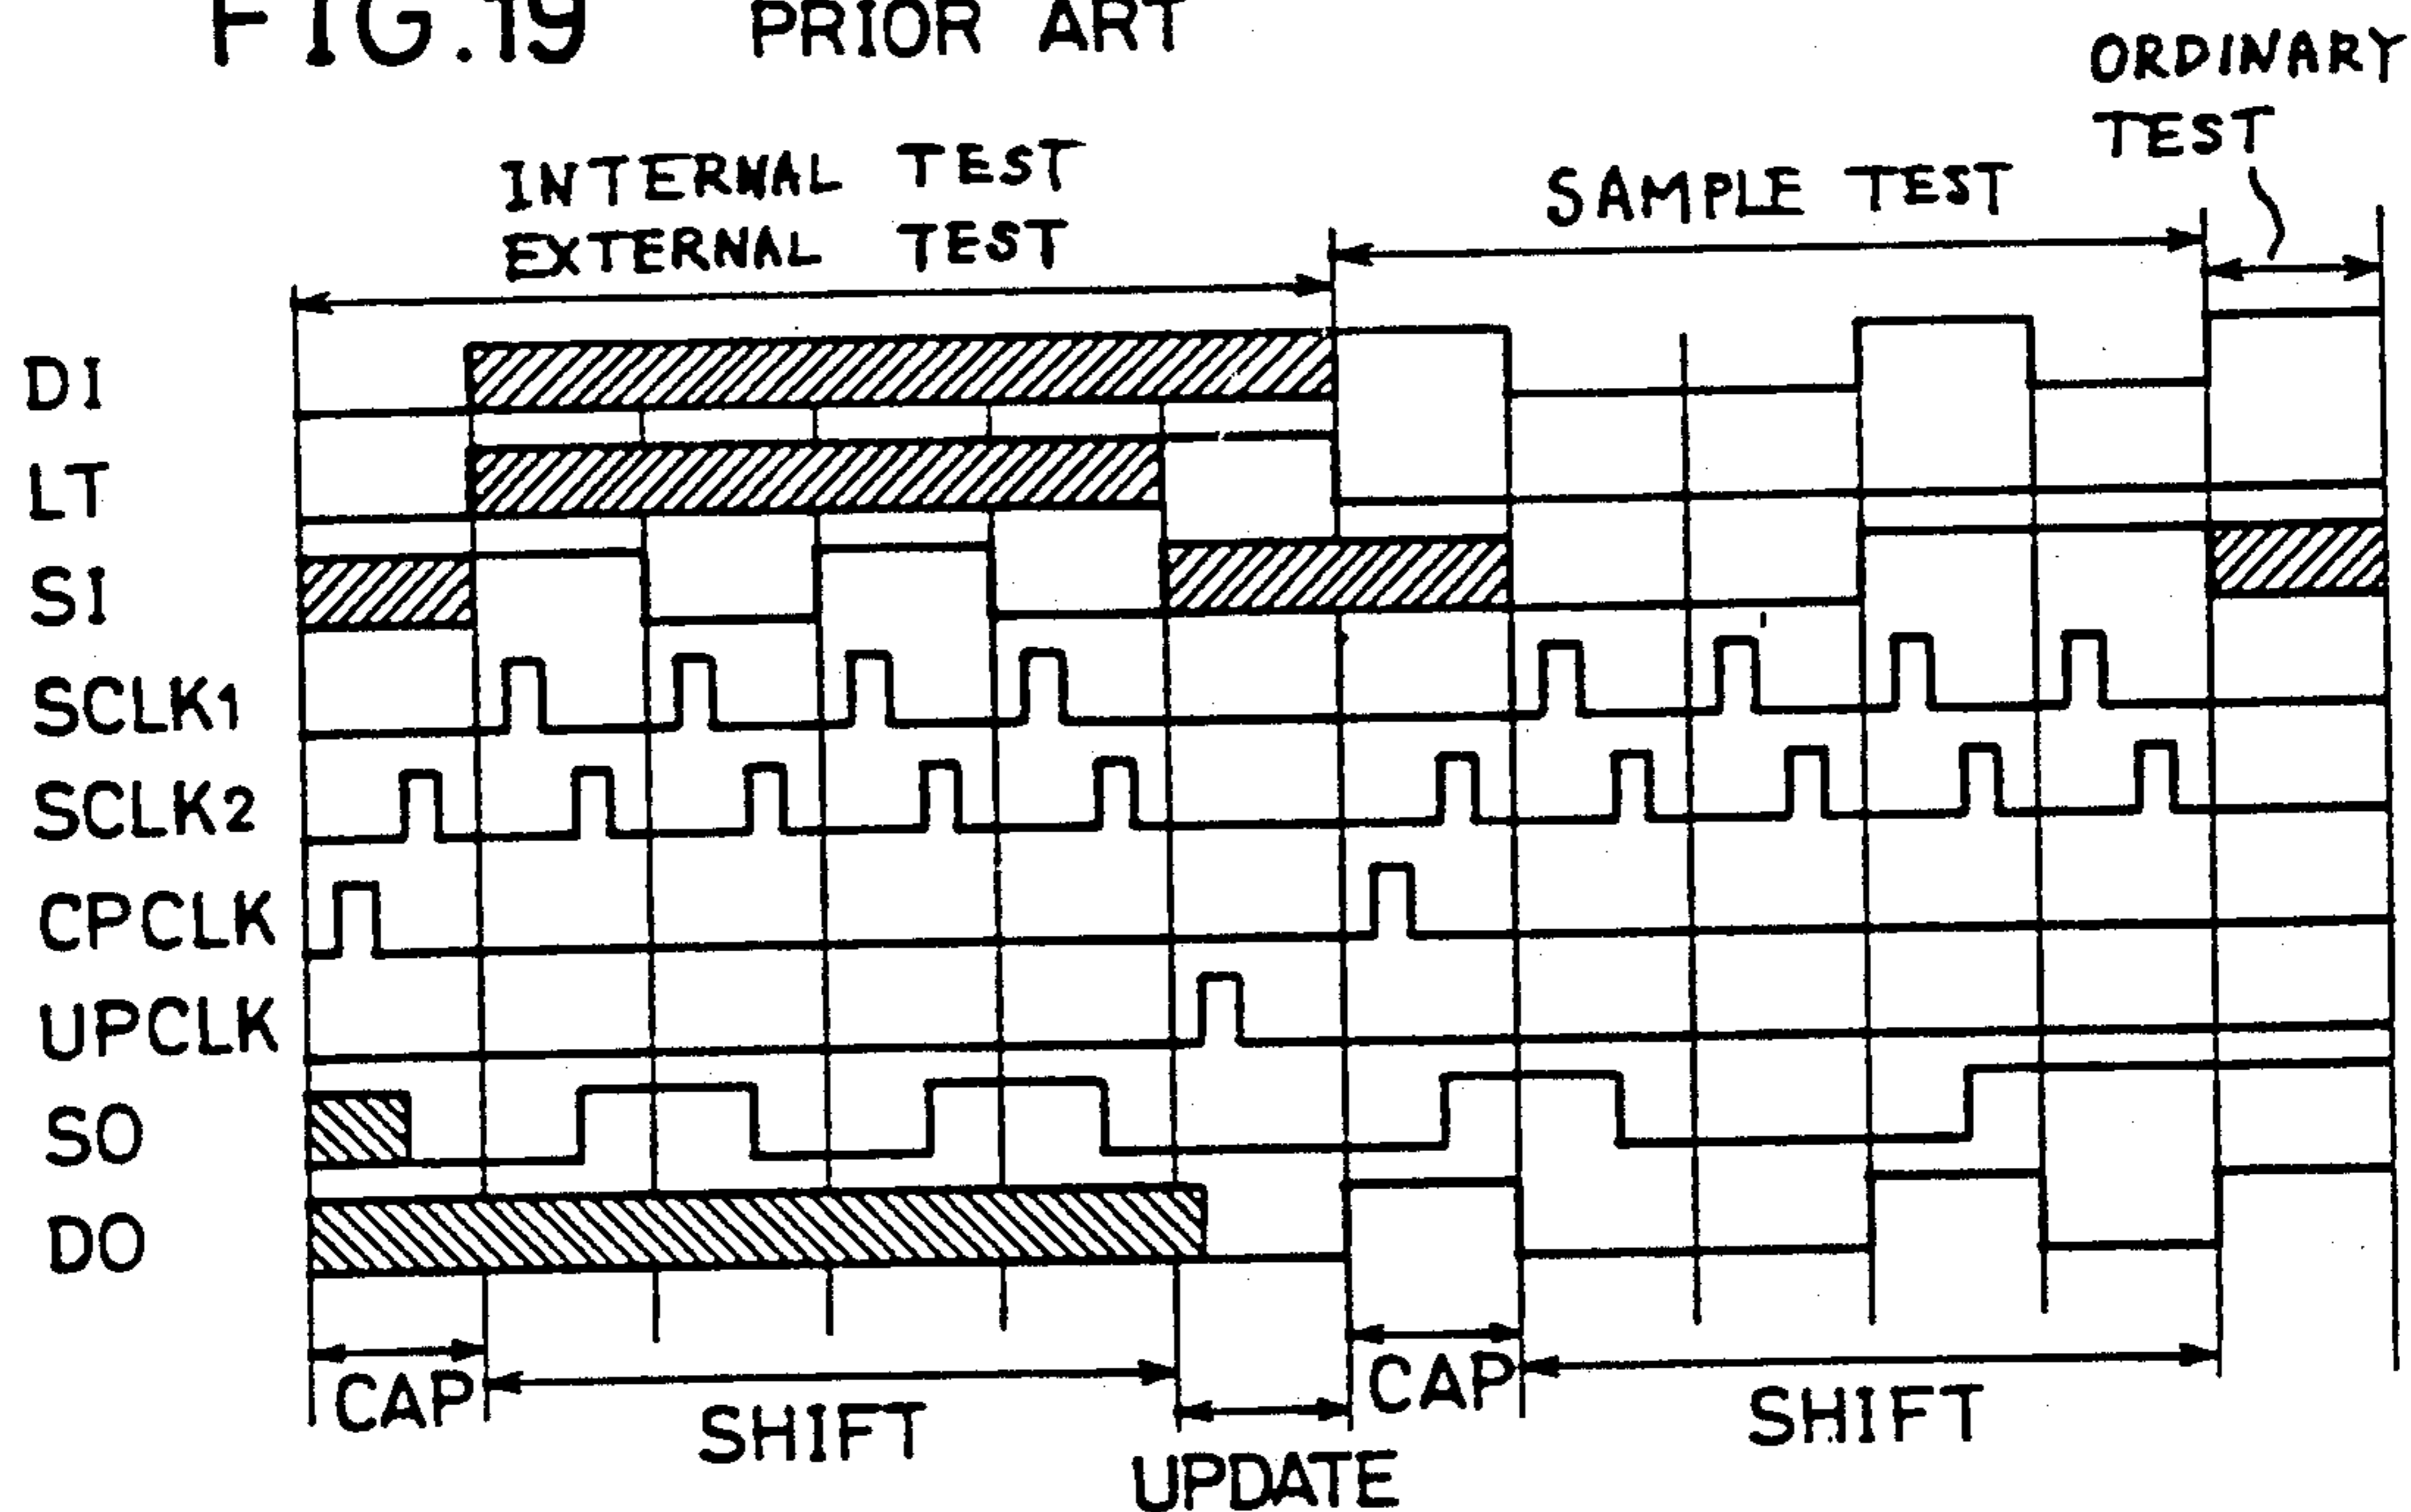 FIG.19 PRIOR ART
ORDINARY
TEST
INTERNAL TEST
EXTERNAL TEST
SAMPLE TEST
DI
LT
SI
SCLK1
SCLK2
CPCLK
UPCLK
SO
DO
CAP
SHIFT
UPDATE
CAP
SHIFT